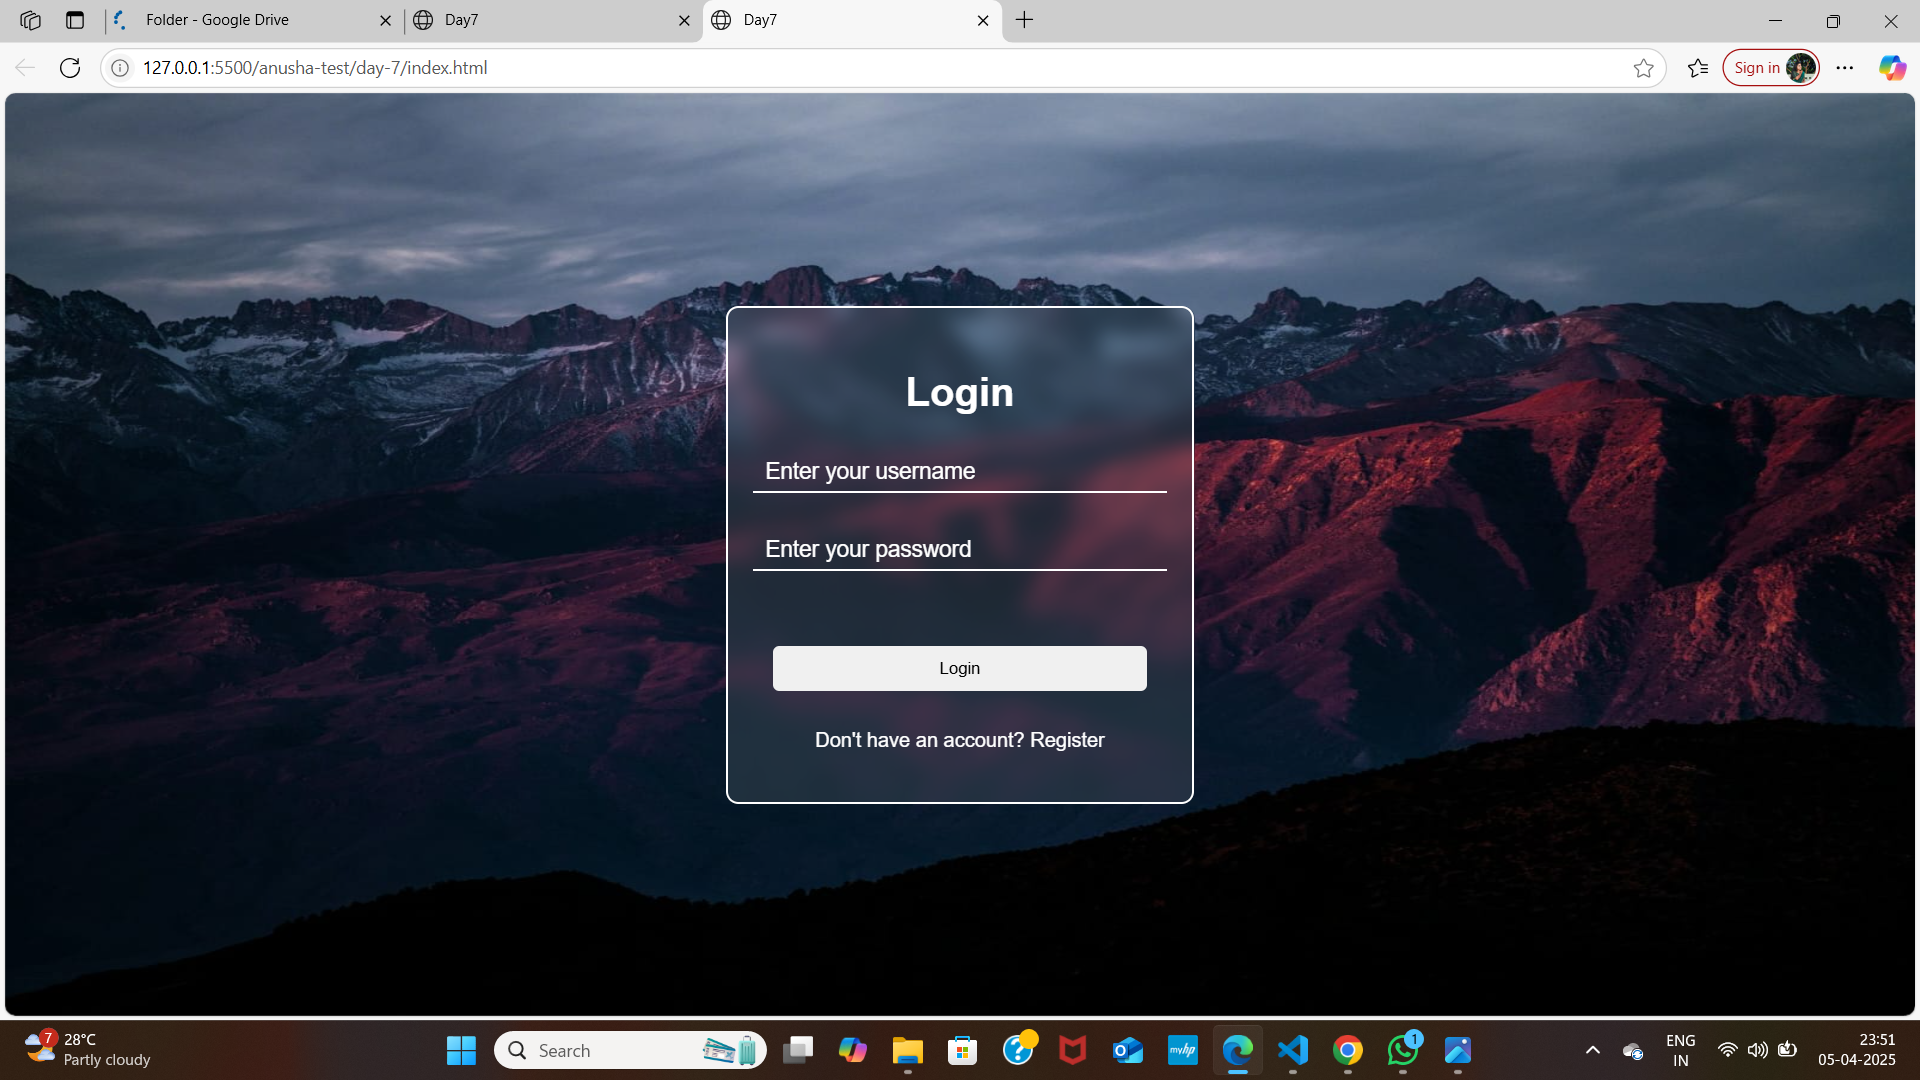 Folder - Google Drive
Day7
Day7
127.0.0.1:5500/anusha-test/day-7/index.html
Sign in
Login
Enter your username
Enter your password
Login
Don't have an account? Register
7
28°C
Partly cloudy
Search
myhp
1
ENG
IN
23:51
05-04-2025